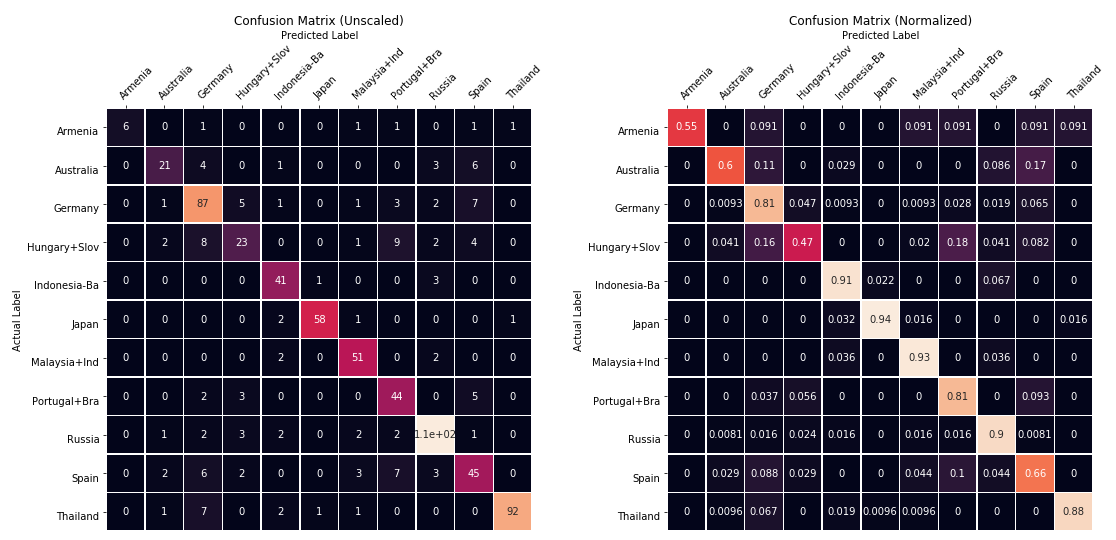 Confusion Matrix (Unscaled)
Predicted Label
Armenia Australia Germany Hungary+Slov Indonesia-Ba Japan Malaysia+Ind Portugal+Bra Russia Spain Thailand
Actual Label
Armenia 6 0 1 0 0 0 1 1 0 1 1
Australia 0 21 4 0 1 0 0 0 3 6 0
Germany 0 1 87 5 1 0 1 3 2 7 0
Hungary+Slov 0 2 8 23 0 0 1 9 2 4 0
Indonesia-Ba 0 0 0 0 41 1 0 0 3 0 0
Japan 0 0 0 0 2 58 1 0 0 0 1
Malaysia+Ind 0 0 0 0 2 0 51 0 2 0 0
Portugal+Bra 0 0 2 3 0 0 0 44 0 5 0
Russia 0 1 2 3 2 0 2 2 1.1e+02 1 0
Spain 0 2 6 2 0 0 3 7 3 45 0
Thailand 0 1 7 0 2 1 1 0 0 0 92
Confusion Matrix (Normalized)
Predicted Label
Armenia Australia Germany Hungary+Slov Indonesia-Ba Japan Malaysia+Ind Portugal+Bra Russia Spain Thailand
Actual Label
Armenia 0.55 0 0.091 0 0 0 0.091 0.091 0 0.091 0.091
Australia 0 0.6 0.11 0 0.029 0 0 0 0.086 0.17 0
Germany 0 0.0093 0.81 0.047 0.0093 0 0.0093 0.028 0.019 0.065 0
Hungary+Slov 0 0.041 0.16 0.47 0 0 0.02 0.18 0.041 0.082 0
Indonesia-Ba 0 0 0 0 0.91 0.022 0 0 0.067 0 0
Japan 0 0 0 0 0.032 0.94 0.016 0 0 0 0.016
Malaysia+Ind 0 0 0 0 0.036 0 0.93 0 0.036 0 0
Portugal+Bra 0 0 0.037 0.056 0 0 0 0.81 0 0.093 0
Russia 0 0.0081 0.016 0.024 0.016 0 0.016 0.016 0.9 0.0081 0
Spain 0 0.029 0.088 0.029 0 0 0.044 0.1 0.044 0.66 0
Thailand 0 0.0096 0.067 0 0.019 0.0096 0.0096 0 0 0 0.88